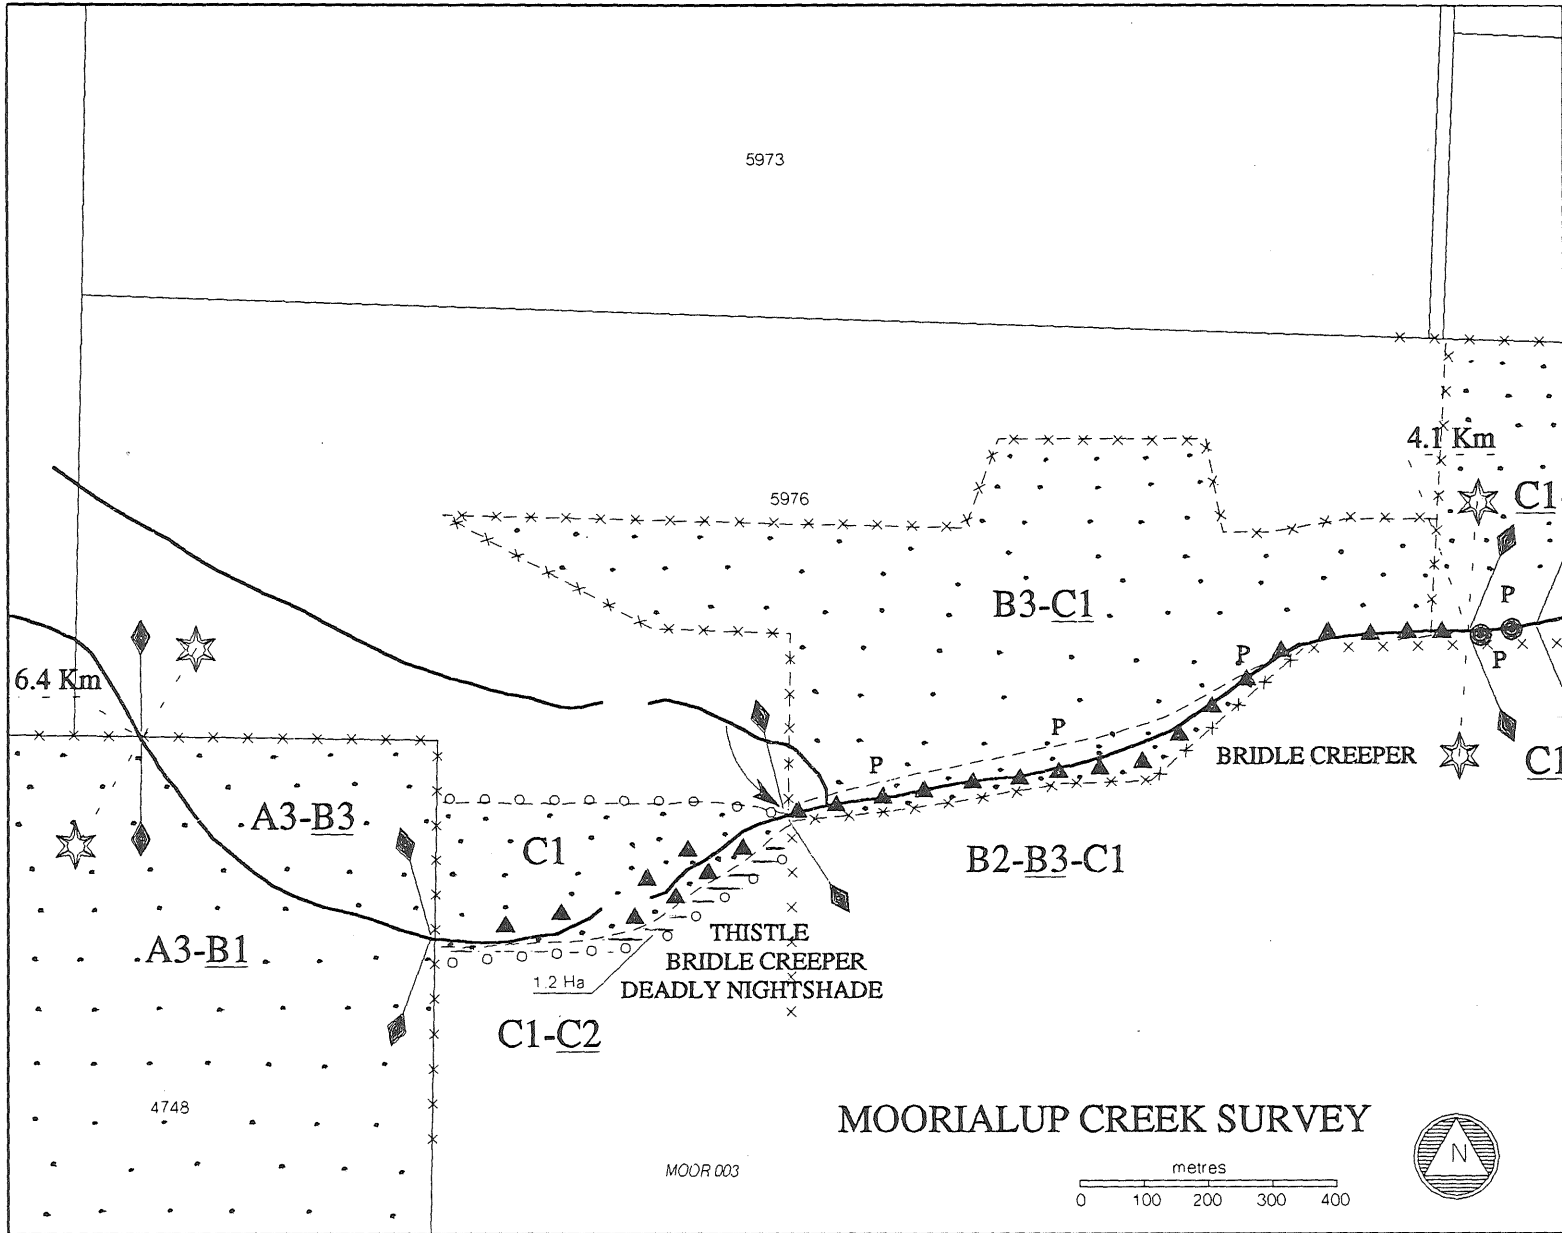 5973
4.1 Km
5976
C1
B3-C1
P
P
P
6.4 Km
P
BRIDLE CREEPER
C1
P
A3-B3
C1
B2-B3-C1
THISTLE
A3-B1
BRIDLE CREEPER
1.2 Ha
DEADLY NIGHTSHADE
C1-C2
4748
MOORIALUP CREEK SURVEY
N
MOOR 003
metres
0 100 200 300 400